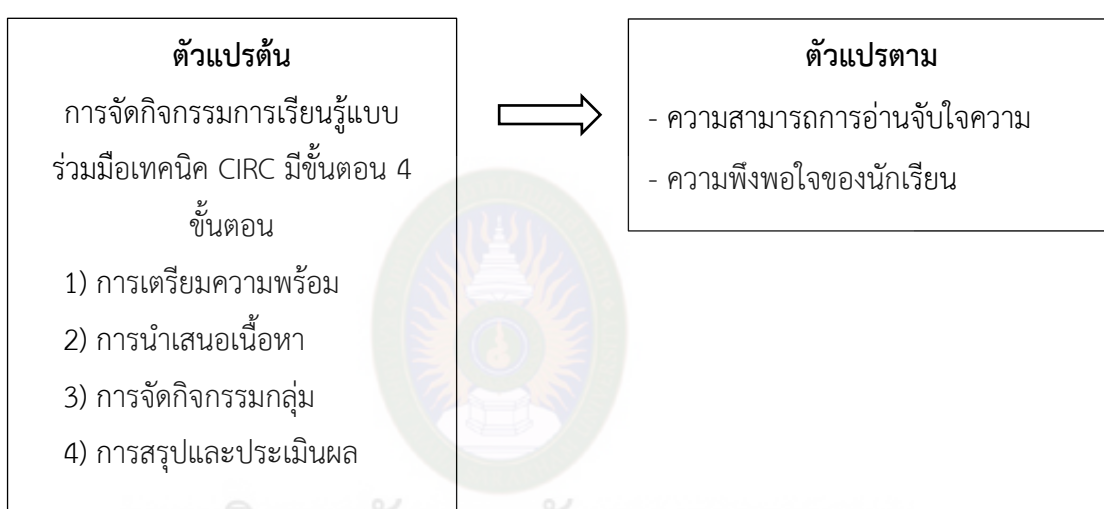 ตัวแปรต้น
การจัดกิจกรรมการเรียนรู้แบบ
ร่วมมือเทคนิค CIRC มีขั้นตอน 4
ขั้นตอน
1) การเตรียมความพร้อม
2) การนำเสนอเนื้อหา
3) การจัดกิจกรรมกลุ่ม
4) การสรุปและประเมินผล
ตัวแปรตาม
- ความสามารถการอ่านจับใจความ
- ความพึงพอใจของนักเรียน